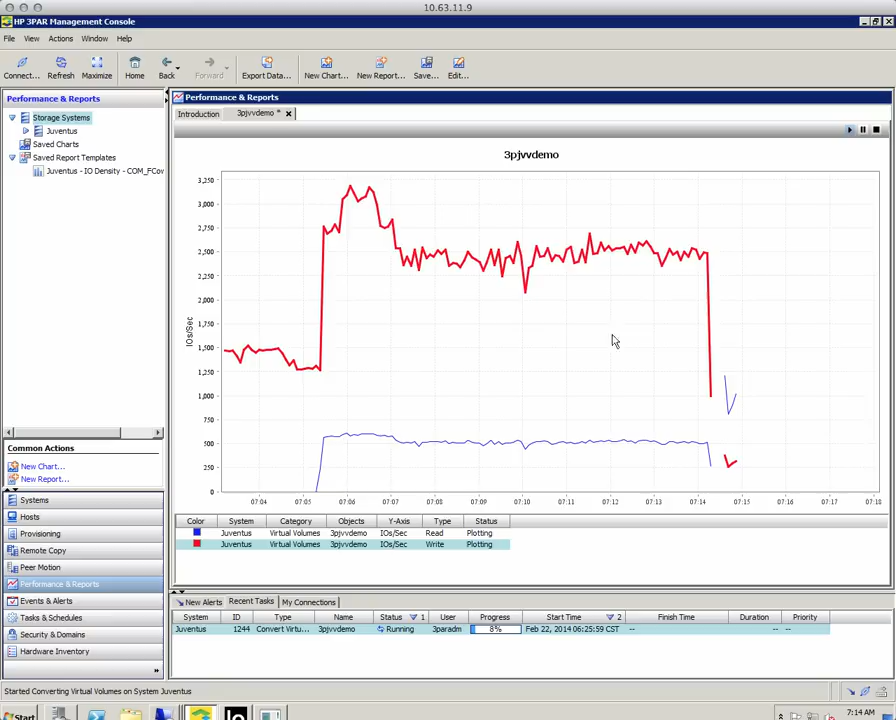 10.63.11.9
HP 3PAR Management Console
File View Actions Window Help
Connect... Refresh Maximize Home Back Forward Export Data... New Chart... New Report... Save... Edit...
Performance & Reports
Storage Systems
Juventus
Saved Charts
Saved Report Templates
Juventus - IO Density - COM_FCov
Common Actions
New Chart...
New Report...
Systems
Hosts
Provisioning
Remote Copy
Peer Motion
Performance & Reports
Events & Alerts
Tasks & Schedules
Security & Domains
Hardware Inventory
»
Performance & Reports
Introduction 3pjvvdemo *
3pjvvdemo
IOs/Sec
3,250
3,000
2,750
2,500
2,250
2,000
1,750
1,500
1,250
1,000
750
500
250
0
07:04 07:05 07:06 07:07 07:08 07:09 07:10 07:11 07:12 07:13 07:14 07:15 07:16 07:17 07:18
Color System Category Objects Y-Axis Type Status
Juventus Virtual Volumes 3pjvvdemo IOs/Sec Read Plotting
Juventus Virtual Volumes 3pjvvdemo IOs/Sec Write Plotting
New Alerts Recent Tasks My Connections
System ID Type Name Status 1 User Progress Start Time 2 Finish Time Duration Priority
Juventus 1244 Convert Virtu... 3pjvvdemo Running 3paradm 8% Feb 22, 2014 06:25:59 CST -- -- --
Started Converting Virtual Volumes on System Juventus
Start
7:14 AM